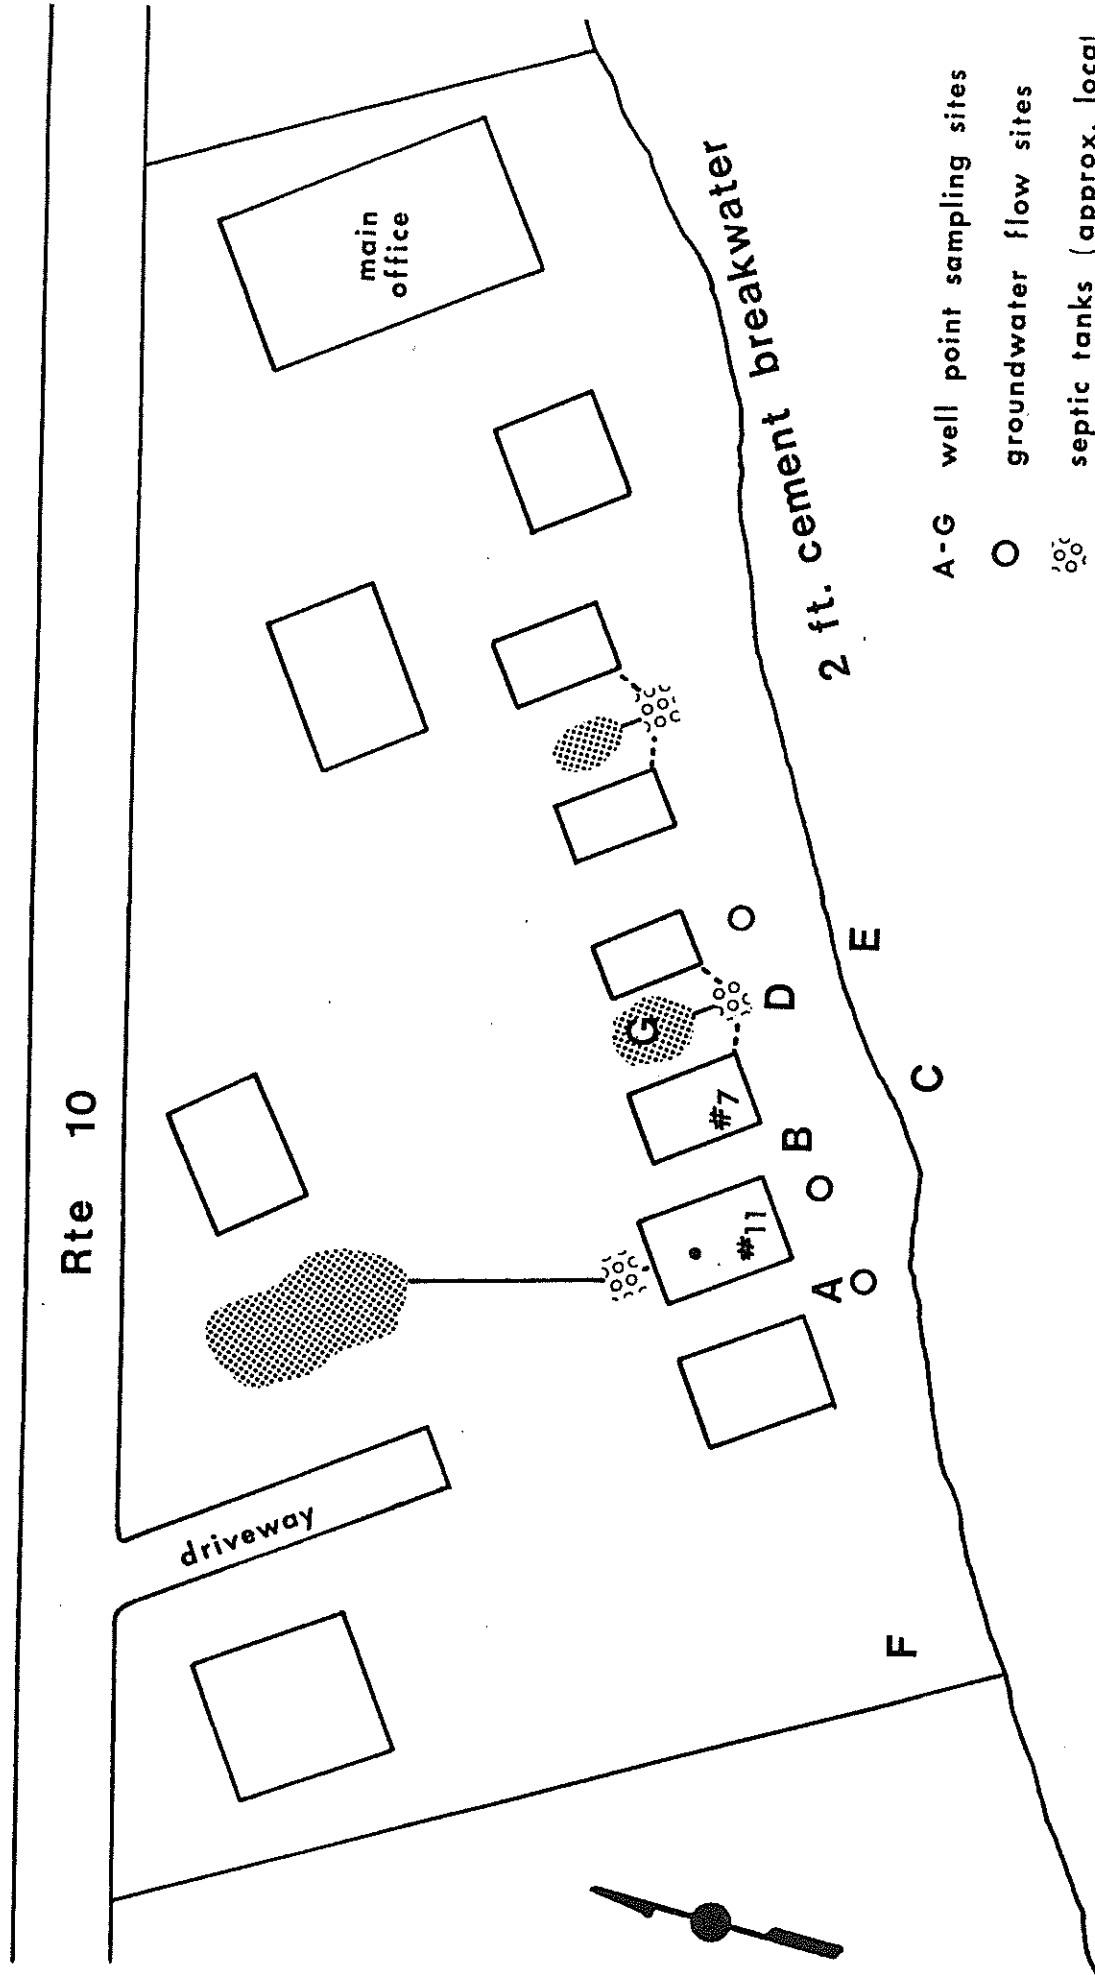 Rte 10
main
office
driveway
G
#7
#11
D
B
A
E
C
F
2 ft. cement breakwater
A-G well point sampling sites
groundwater flow sites
septic tanks (approx. local